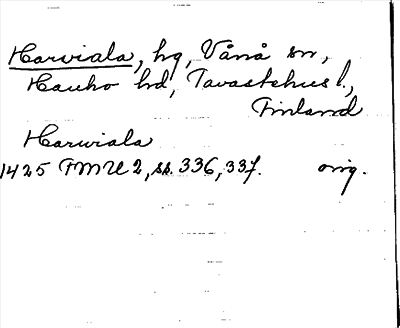 Harviala, hg, Vånå sn,
Hauho hd, Tavastehus l.,
Finland
Harwiala
1425 FMU 2, ss. 336, 337. orig.